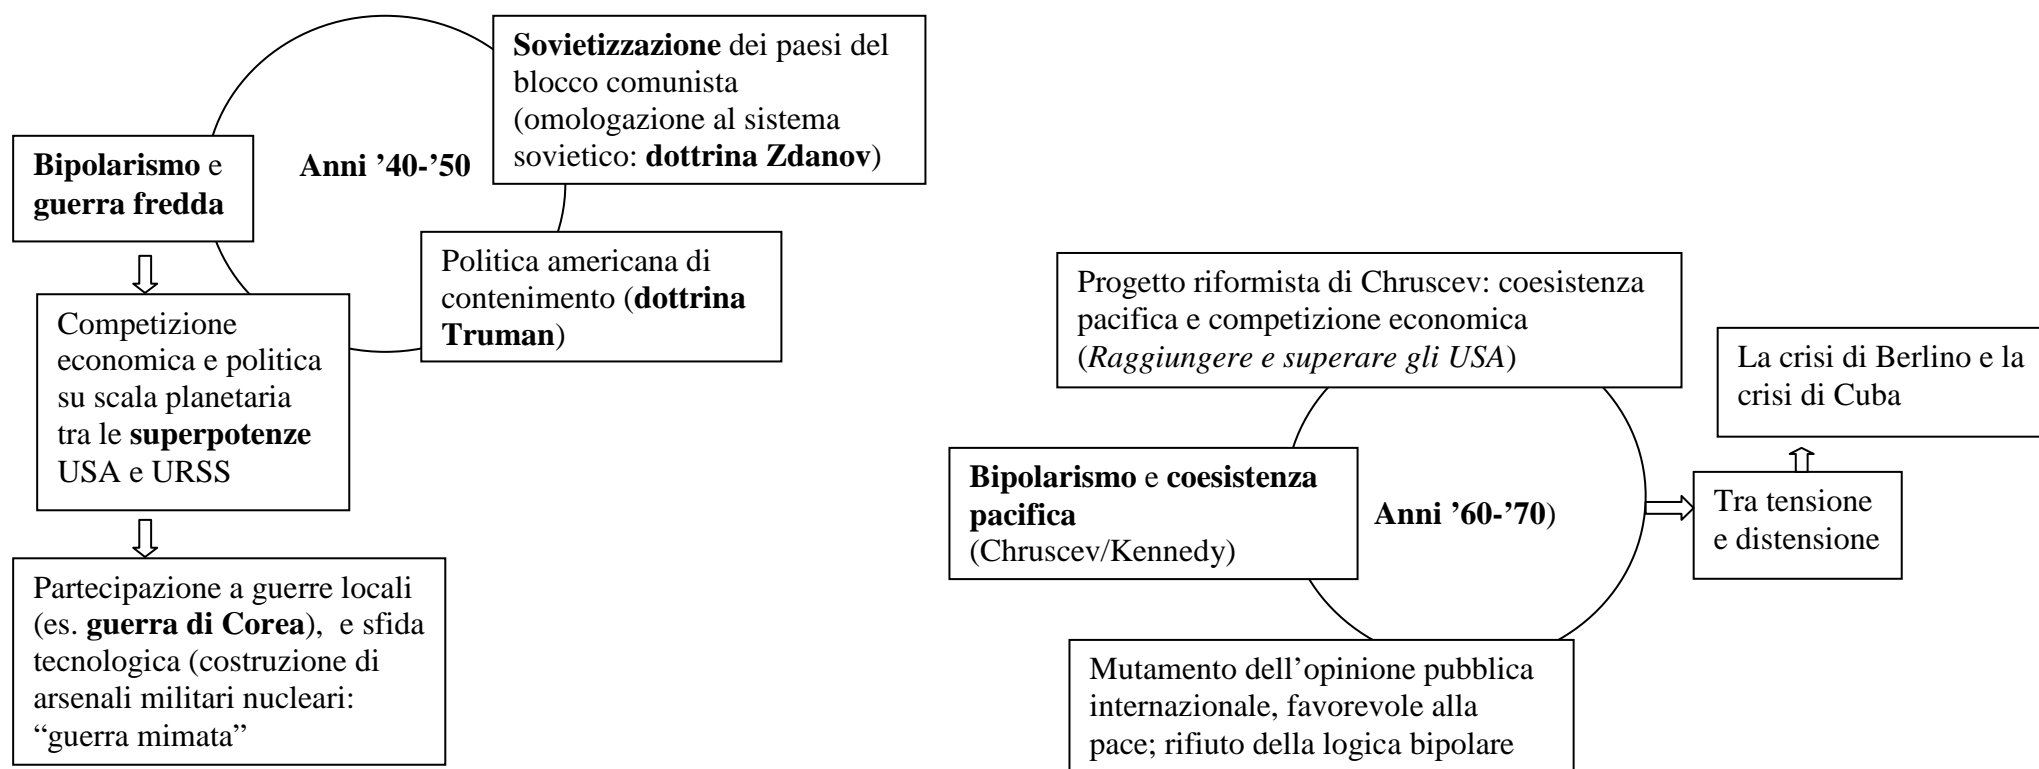 Sovietizzazione dei paesi del
blocco comunista
(omologazione al sistema
sovietico: dottrina Zdanov)
Anni ’40-’50
Bipolarismo e
guerra fredda
Politica americana di
contenimento (dottrina
Truman)
Competizione
economica e politica
su scala planetaria
tra le superpotenze
USA e URSS
Partecipazione a guerre locali
(es. guerra di Corea),  e sfida
tecnologica (costruzione di
arsenali militari nucleari:
“guerra mimata”
Progetto riformista di Chruscev: coesistenza
pacifica e competizione economica
(Raggiungere e superare gli USA)
La crisi di Berlino e la
crisi di Cuba
Bipolarismo e coesistenza
pacifica
(Chruscev/Kennedy)
Anni ’60-’70)
Tra tensione
e distensione
Mutamento dell’opinione pubblica
internazionale, favorevole alla
pace; rifiuto della logica bipolare